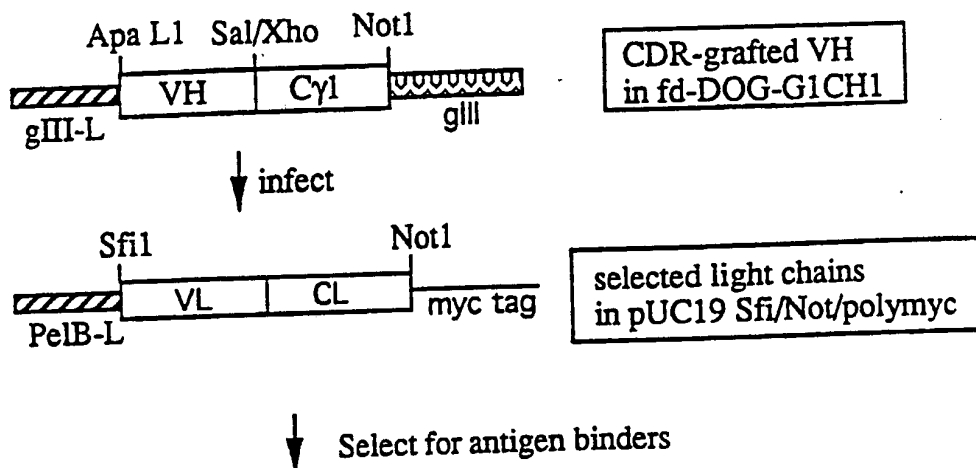 Apa L1 Sal/Xho Not1
VH Cγ1
gIII-L gIII
CDR-grafted VH
in fd-DOG-G1CH1
infect
Sfi1 Not1
VL CL myc tag
PelB-L
selected light chains
in pUC19 Sfi/Not/polymyc
Select for antigen binders